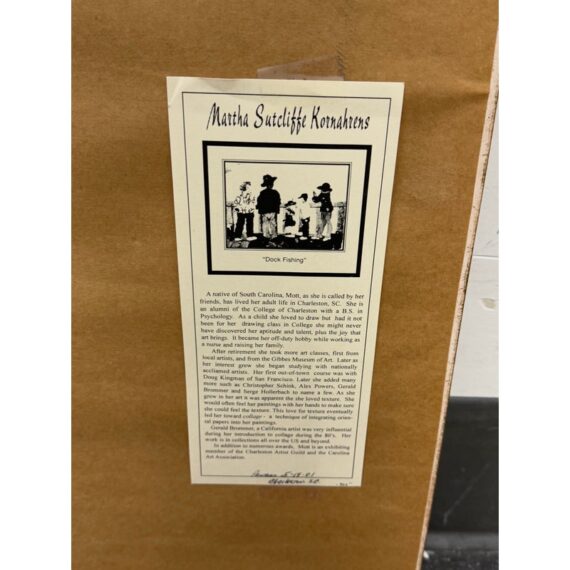 Martha Sutcliffe Kornahrens
"Dock Fishing"
A native of South Carolina, Mott, as she is called by her
friends, has lived her adult life in Charleston, SC. She is
an alumni of the College of Charleston with a B.S. in
Psychology. As a child she loved to draw but had it not
been for her drawing class in College she might never
have discovered her aptitude and talent, plus the joy that
art brings. It became her off-duty hobby while working as
a nurse and raising her family.
After retirement she took more art classes, first from
local artists, and from the Gibbes Museum of Art. Later as
her interest grew she began studying with nationally
acclaimed artists. Her first out-of-town course was with
Doug Kingman of San Francisco. Later she added many
more such as Christopher Schink, Alex Powers, Gerald
Brommer and Serge Hollerbach to name a few. As she
grew in her art it was apparent the she loved texture. She
would often feel her paintings with her hands to make sure
she could feel the texture. This love for texture eventually
led her toward collage - a technique of integrating orien-
tal papers into her paintings.
Gerald Brommer, a California artist was very influential
during her introduction to collage during the 80's. Her
work is in collections all over the US and beyond.
In addition to numerous awards, Mott is an exhibiting
member of the Charleston Artist Guild and the Carolina
Art Association.
Charleston S.C.